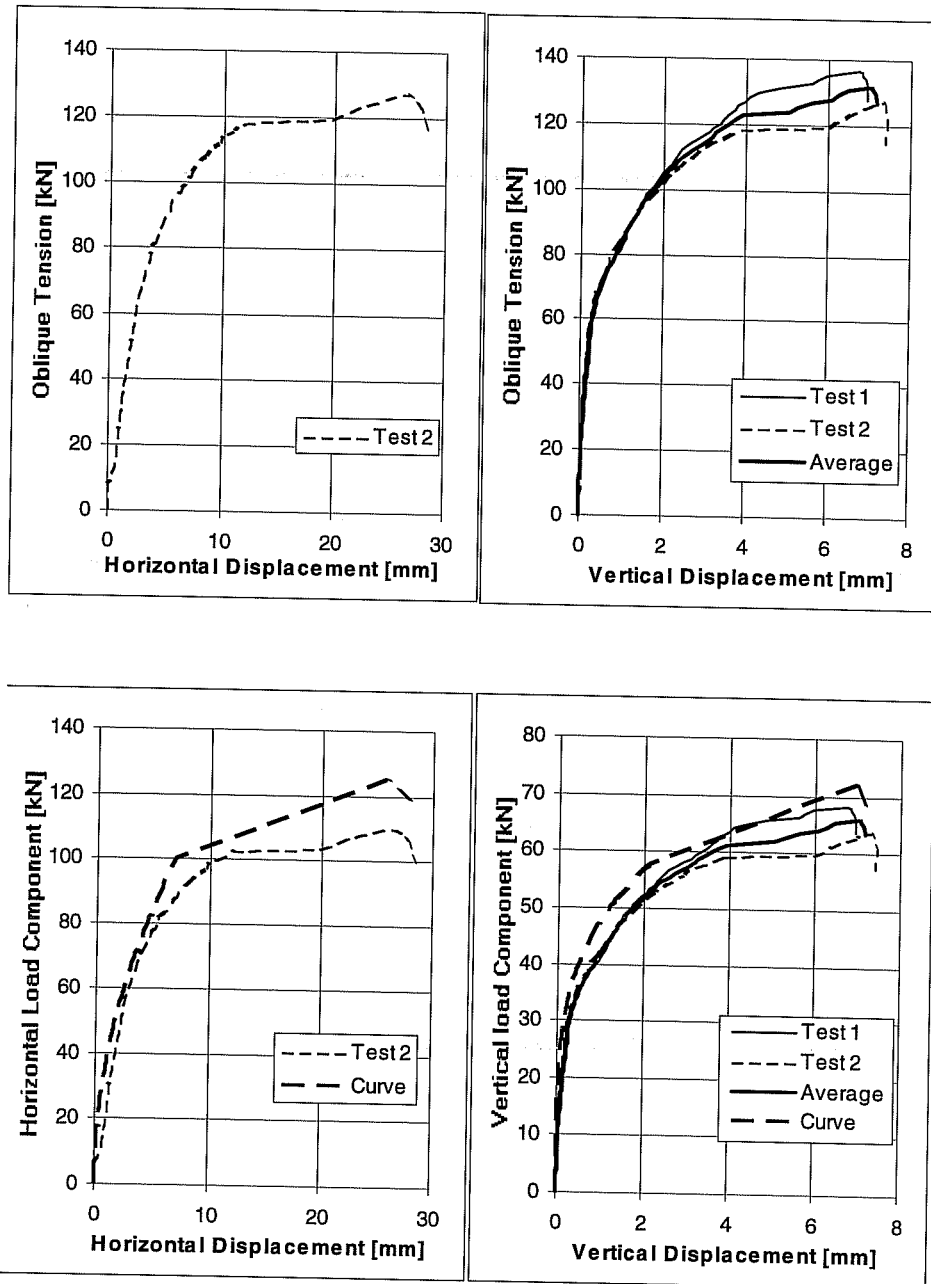 140
120
100
80
60
40
20
0
Oblique Tension [kN]
Test 2
0 10 20 30
Horizontal Displacement [mm]
140
120
100
80
60
40
20
0
Oblique Tension [kN]
Test 1
Test 2
Average
0 2 4 6 8
Vertical Displacement [mm]
140
120
100
80
60
40
20
0
Horizontal Load Component [kN]
Test 2
Curve
0 10 20 30
Horizontal Displacement [mm]
80
70
60
50
40
30
20
10
0
Vertical load Component [kN]
Test 1
Test 2
Average
Curve
0 2 4 6 8
Vertical Displacement [mm]